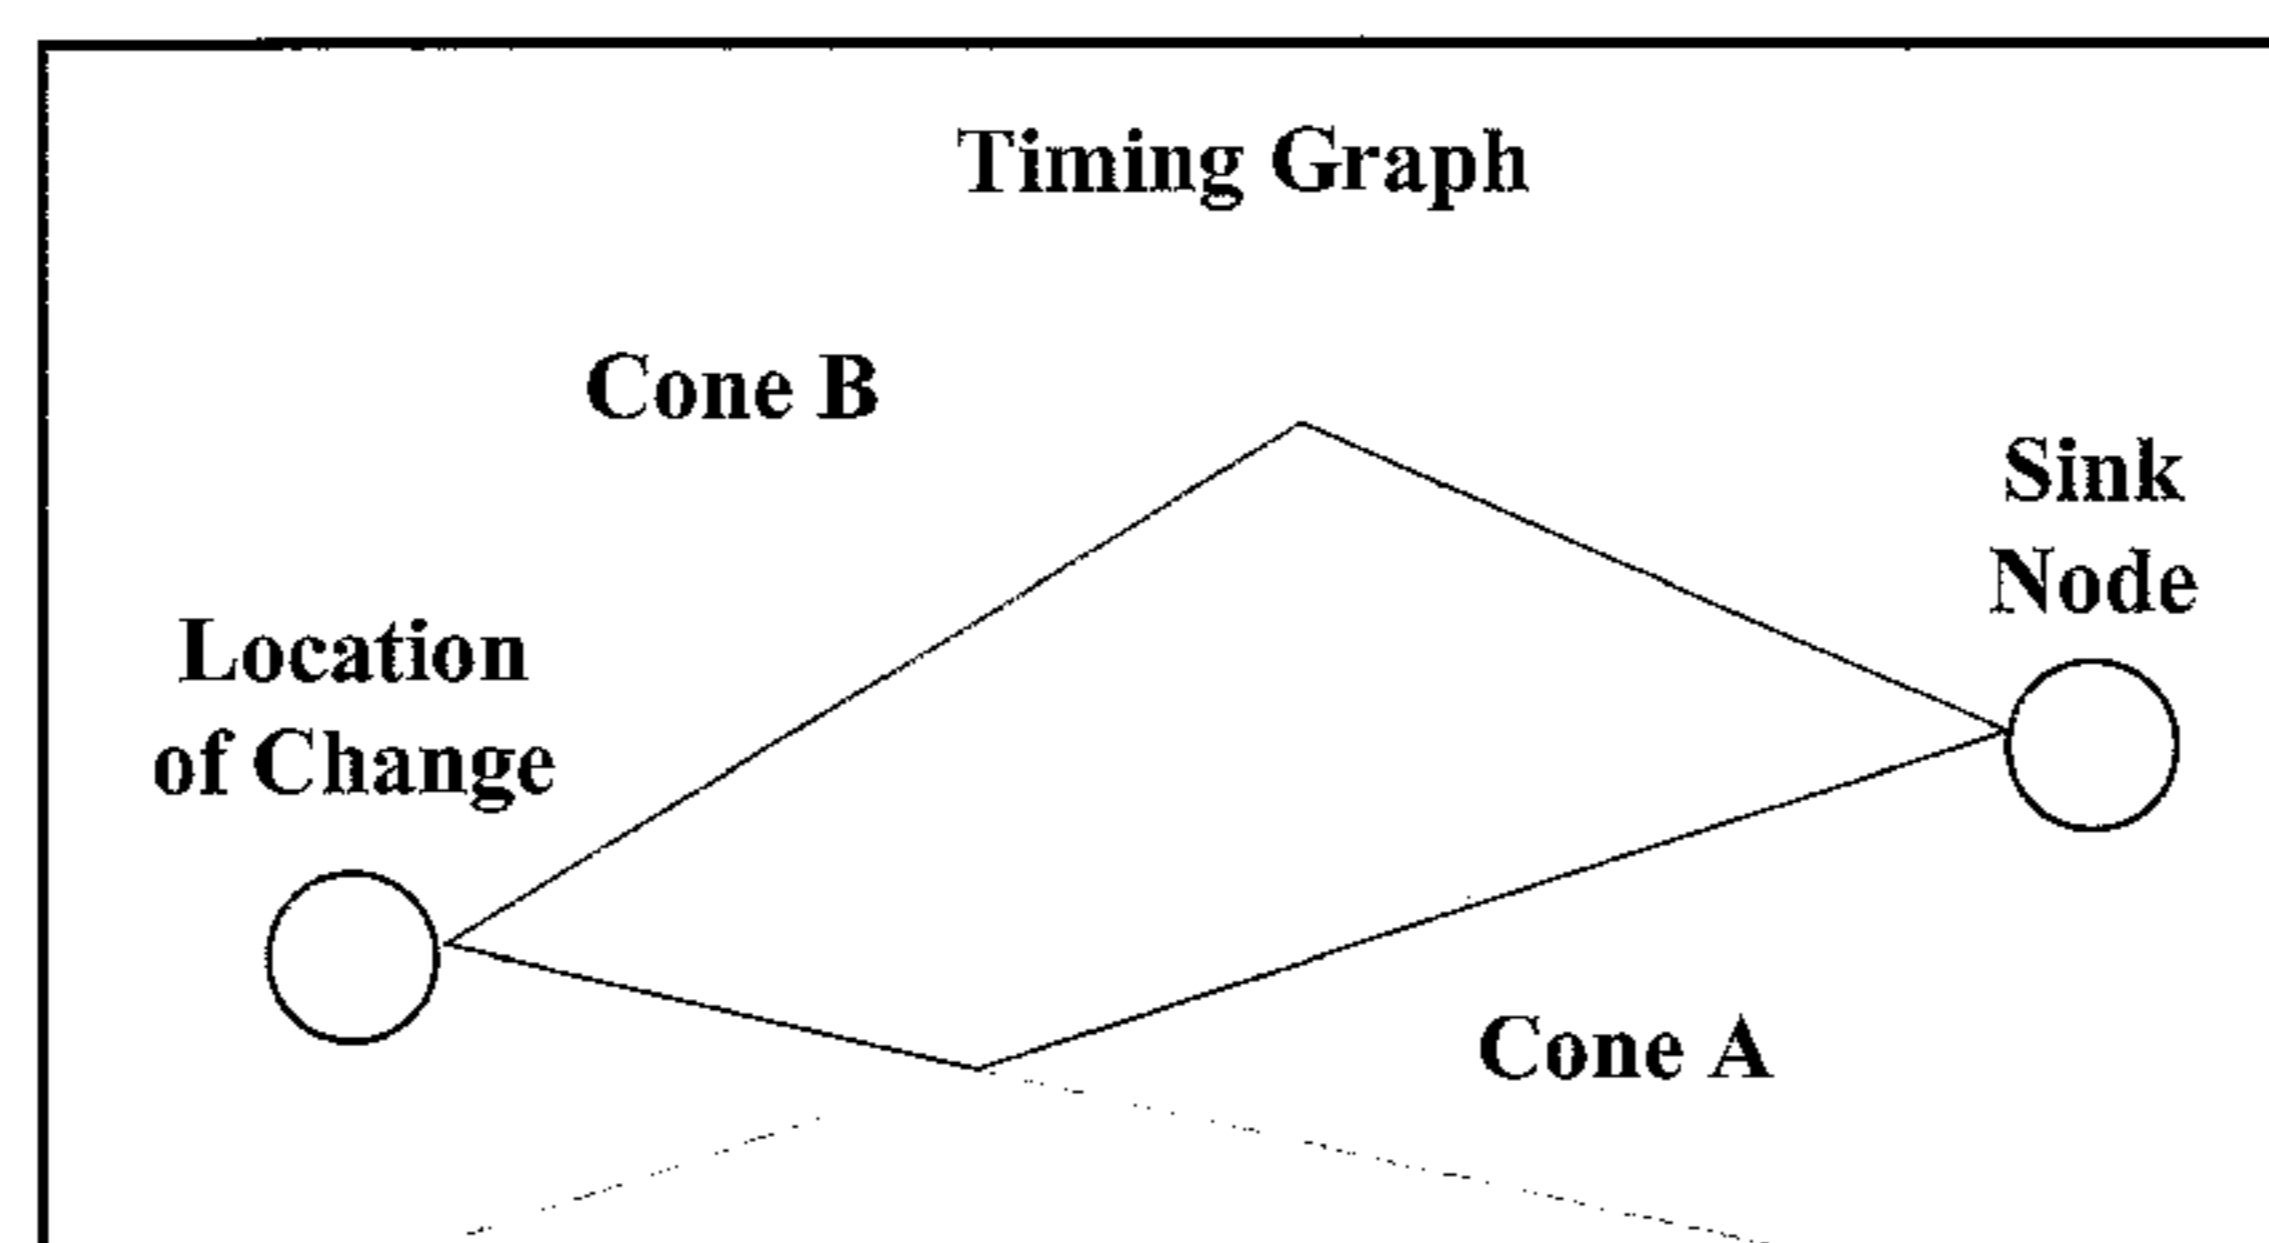 Timing Graph
Cone B
Sink
Node
Location
of Change
Cone A